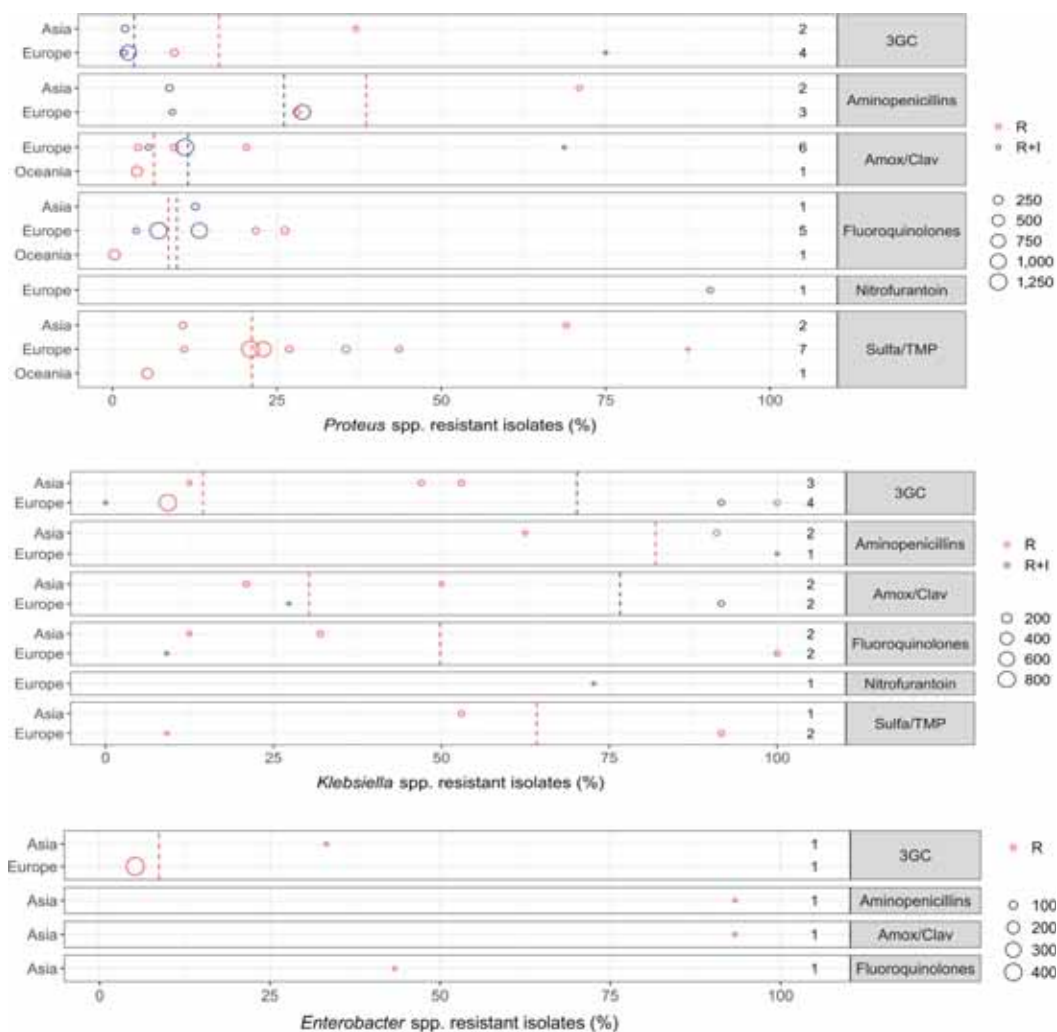 Asia 2 3GC
Europe 4
Asia 2 Aminopenicillins
Europe 3
R
R+I
Europe 6 Amox/Clav
Oceania 1
Asia 1 Fluoroquinolones
Europe 5
Oceania 1
250
500
750
1,000
1,250
Europe 1 Nitrofurantoin
Asia 2 Sulfa/TMP
Europe 7
Oceania 1
0 25 50 75 100
Proteus spp. resistant isolates (%)
Asia 3 3GC
Europe 4
Asia 2 Aminopenicillins
Europe 1
R
R+I
Asia 2 Amox/Clav
Europe 2
Asia 2 Fluoroquinolones
Europe 2
200
400
600
800
Europe 1 Nitrofurantoin
Asia 1 Sulfa/TMP
Europe 2
0 25 50 75 100
Klebsiella spp. resistant isolates (%)
Asia 1 3GC
Europe 1
R
Asia 1 Aminopenicillins
Asia 1 Amox/Clav
Asia 1 Fluoroquinolones
100
200
300
400
0 25 50 75 100
Enterobacter spp. resistant isolates (%)